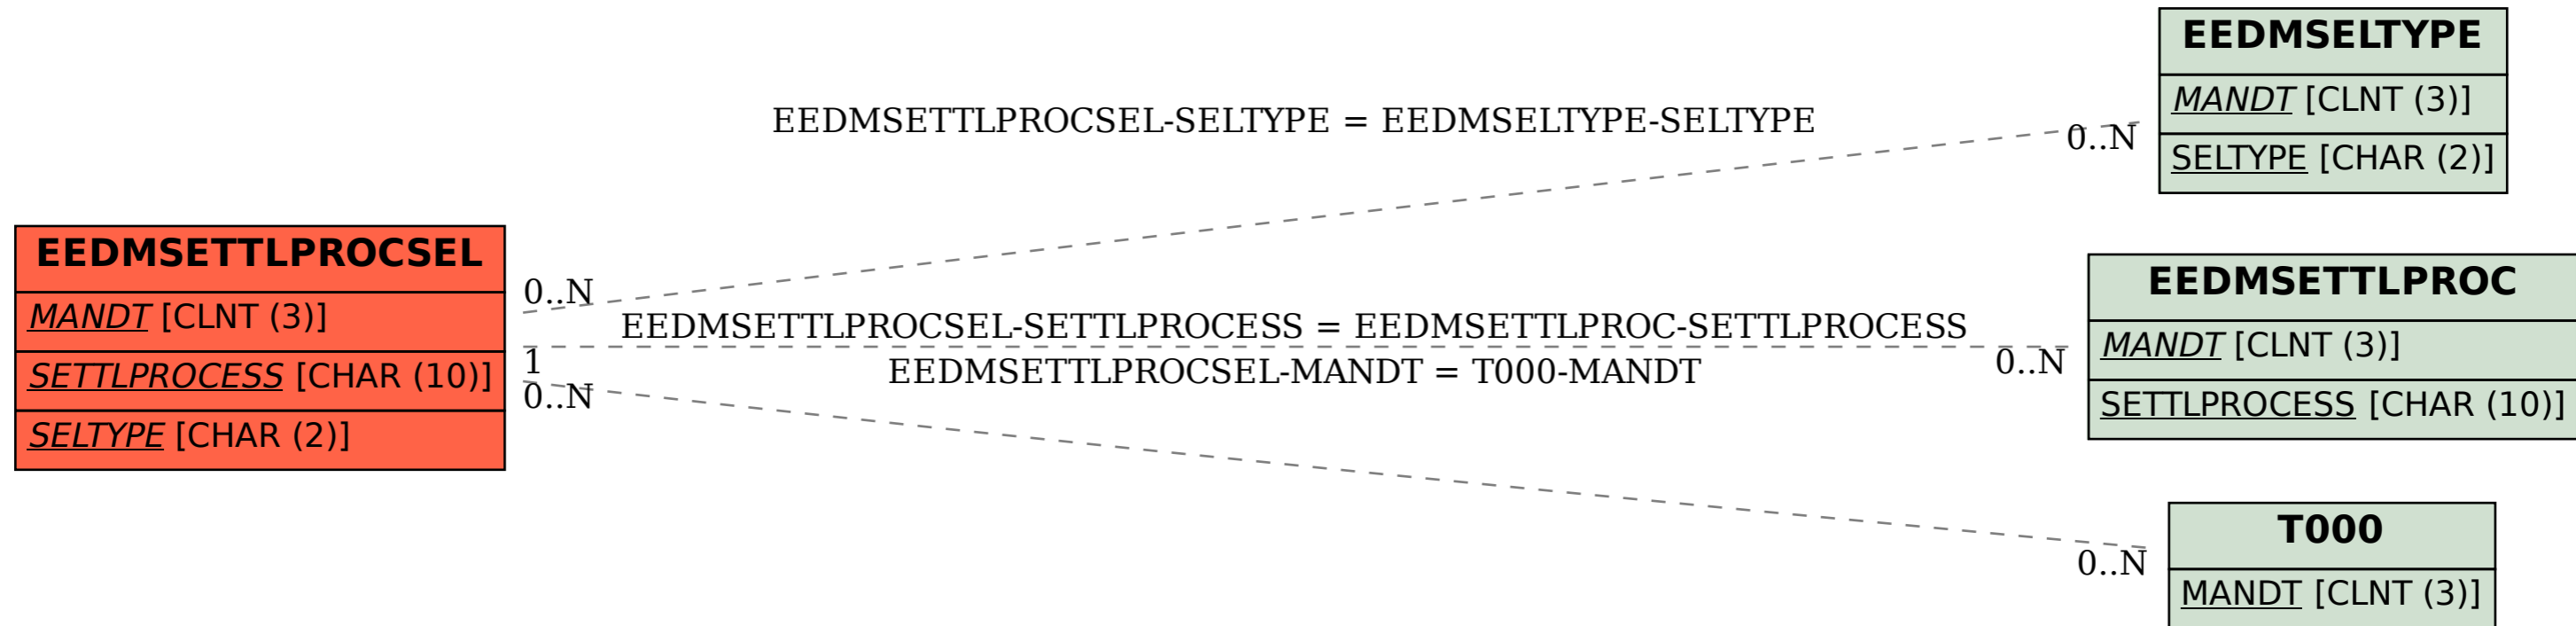 EEDMSETTLPROCSEL
MANDT [CLNT (3)]
SETTLPROCESS [CHAR (10)]
SELTYPE [CHAR (2)]
EEDMSETTLPROCSEL-SELTYPE = EEDMSELTYPE-SELTYPE
0..N
0..N
EEDMSETTLPROCSEL-SETTLPROCESS = EEDMSETTLPROC-SETTLPROCESS
1
0..N
EEDMSETTLPROCSEL-MANDT = T000-MANDT
0..N
0..N
EEDMSELTYPE
MANDT [CLNT (3)]
SELTYPE [CHAR (2)]
EEDMSETTLPROC
MANDT [CLNT (3)]
SETTLPROCESS [CHAR (10)]
T000
MANDT [CLNT (3)]